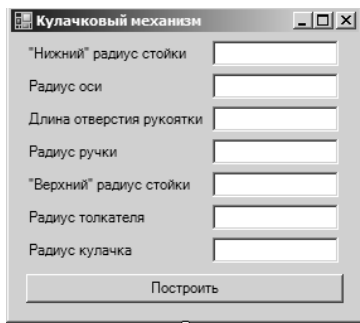 Кулачковый механизм
"Нижний" радиус стойки
Радиус оси
Длина отверстия рукоятки
Радиус ручки
"Верхний" радиус стойки
Радиус толкателя
Радиус кулачка
Построить